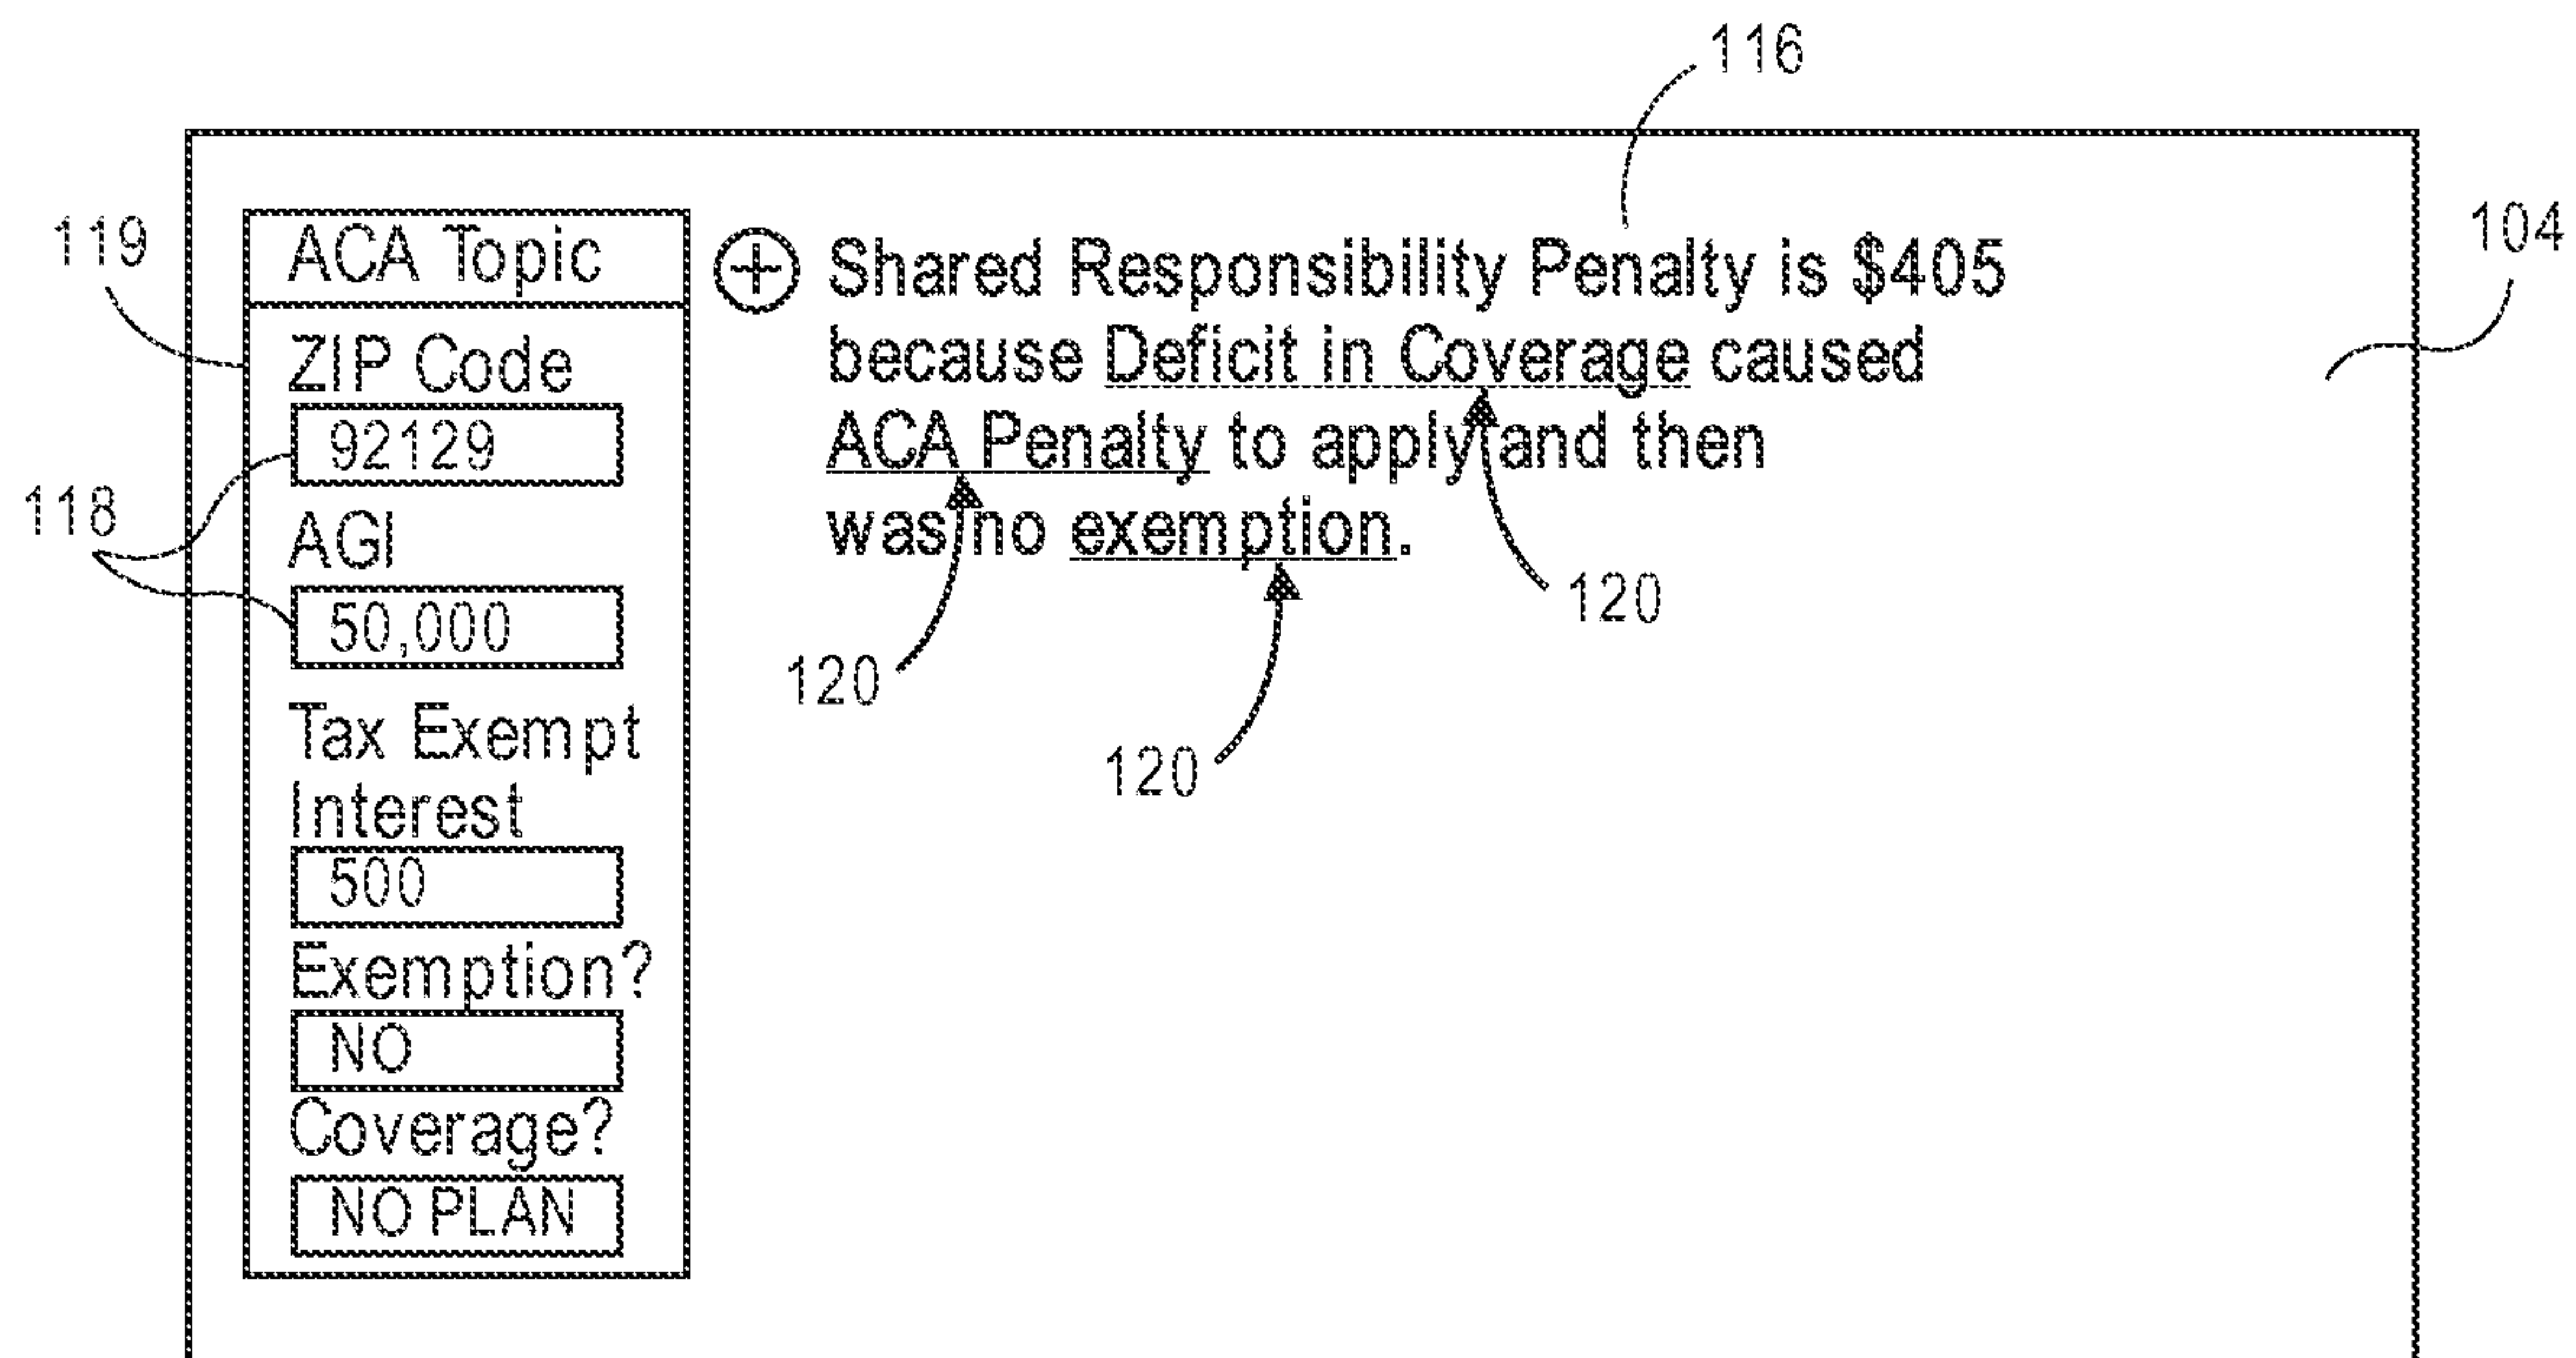 116
119
104
ACA Topic
Shared Responsibility Penalty is $405
because Deficit in Coverage caused
ACA Penalty to apply and then
was no exemption.
ZIP Code
92129
118
AGI
50,000
120
120
120
Tax Exempt
Interest
500
Exemption?
NO
Coverage?
NO PLAN